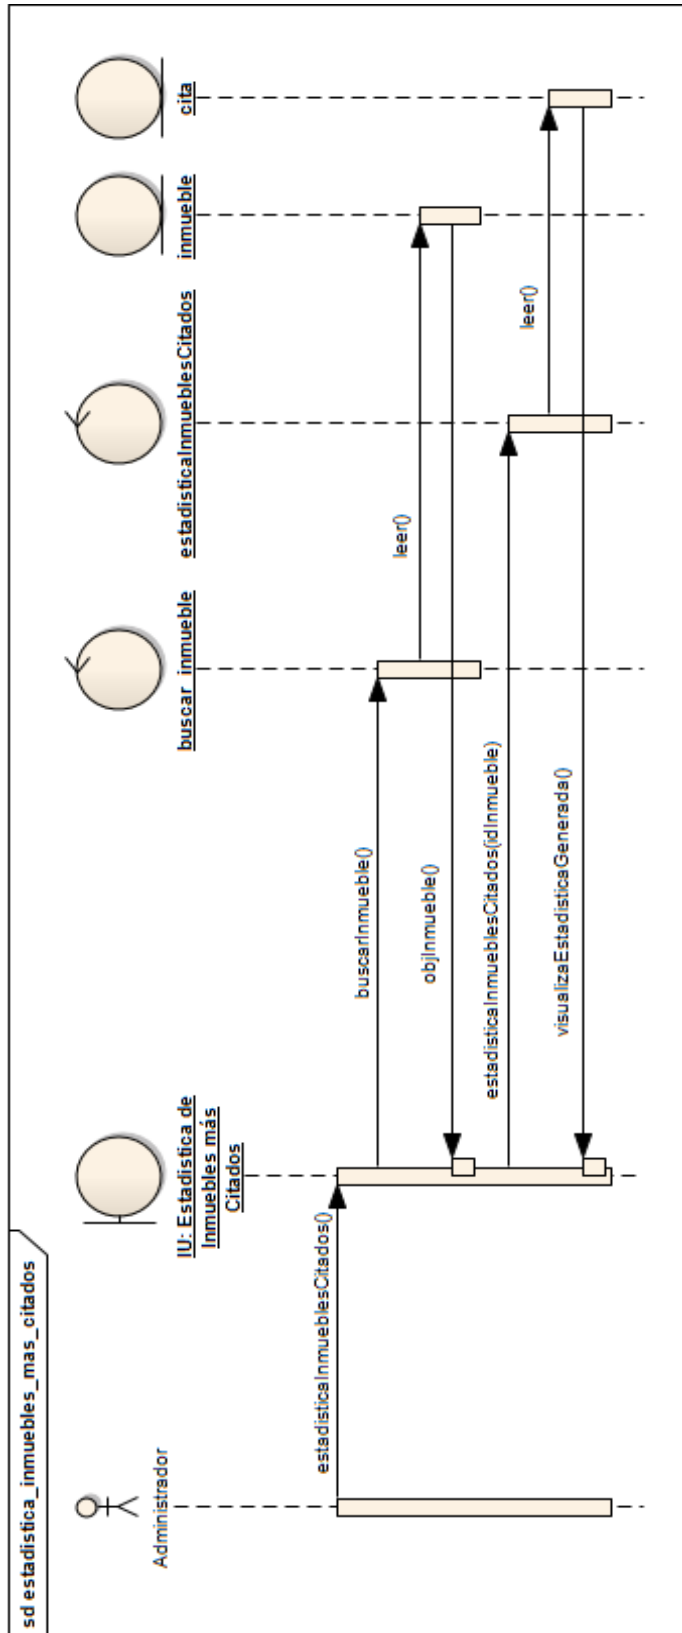 sd estadistica_inmuebles_mas_citados
Administrador
IU: Estadistica de
Inmuebles más
Citados
buscar_inmueble
estadisticaInmueblesCitados
inmueble
cita
estadisticaInmueblesCitados()
buscarInmueble()
leer()
objInmueble()
estadisticaInmueblesCitados(idInmueble)
leer()
visualizaEstadisticaGenerada()